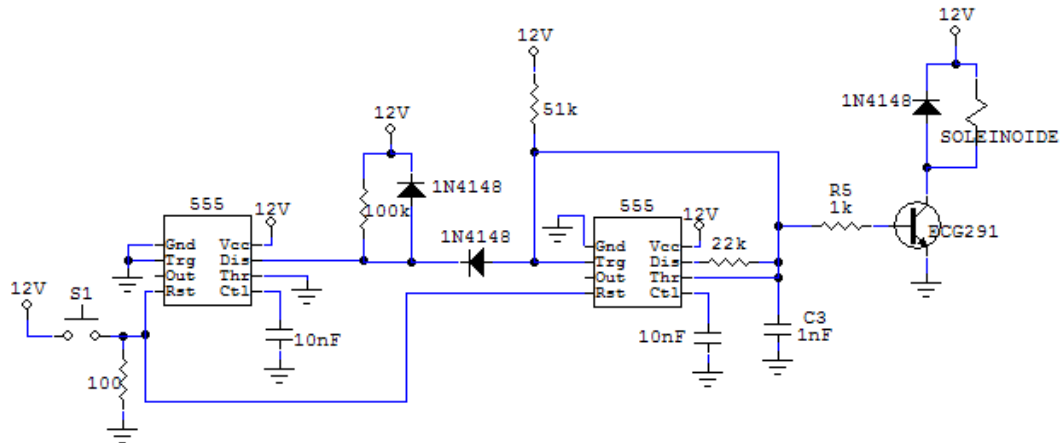 12V
12V
12V
51k
1N4148
SOLEINOIDE
12V
100k
1N4148
1N4148
R5
1k
ECG291
555
12V
Gnd Vcc
Trg Dis
Out Thr
Rst Ctl
10nF
555
12V
Gnd Vcc
Trg Dis
Out Thr
Rst Ctl
22k
10nF
C3
1nF
S1
100